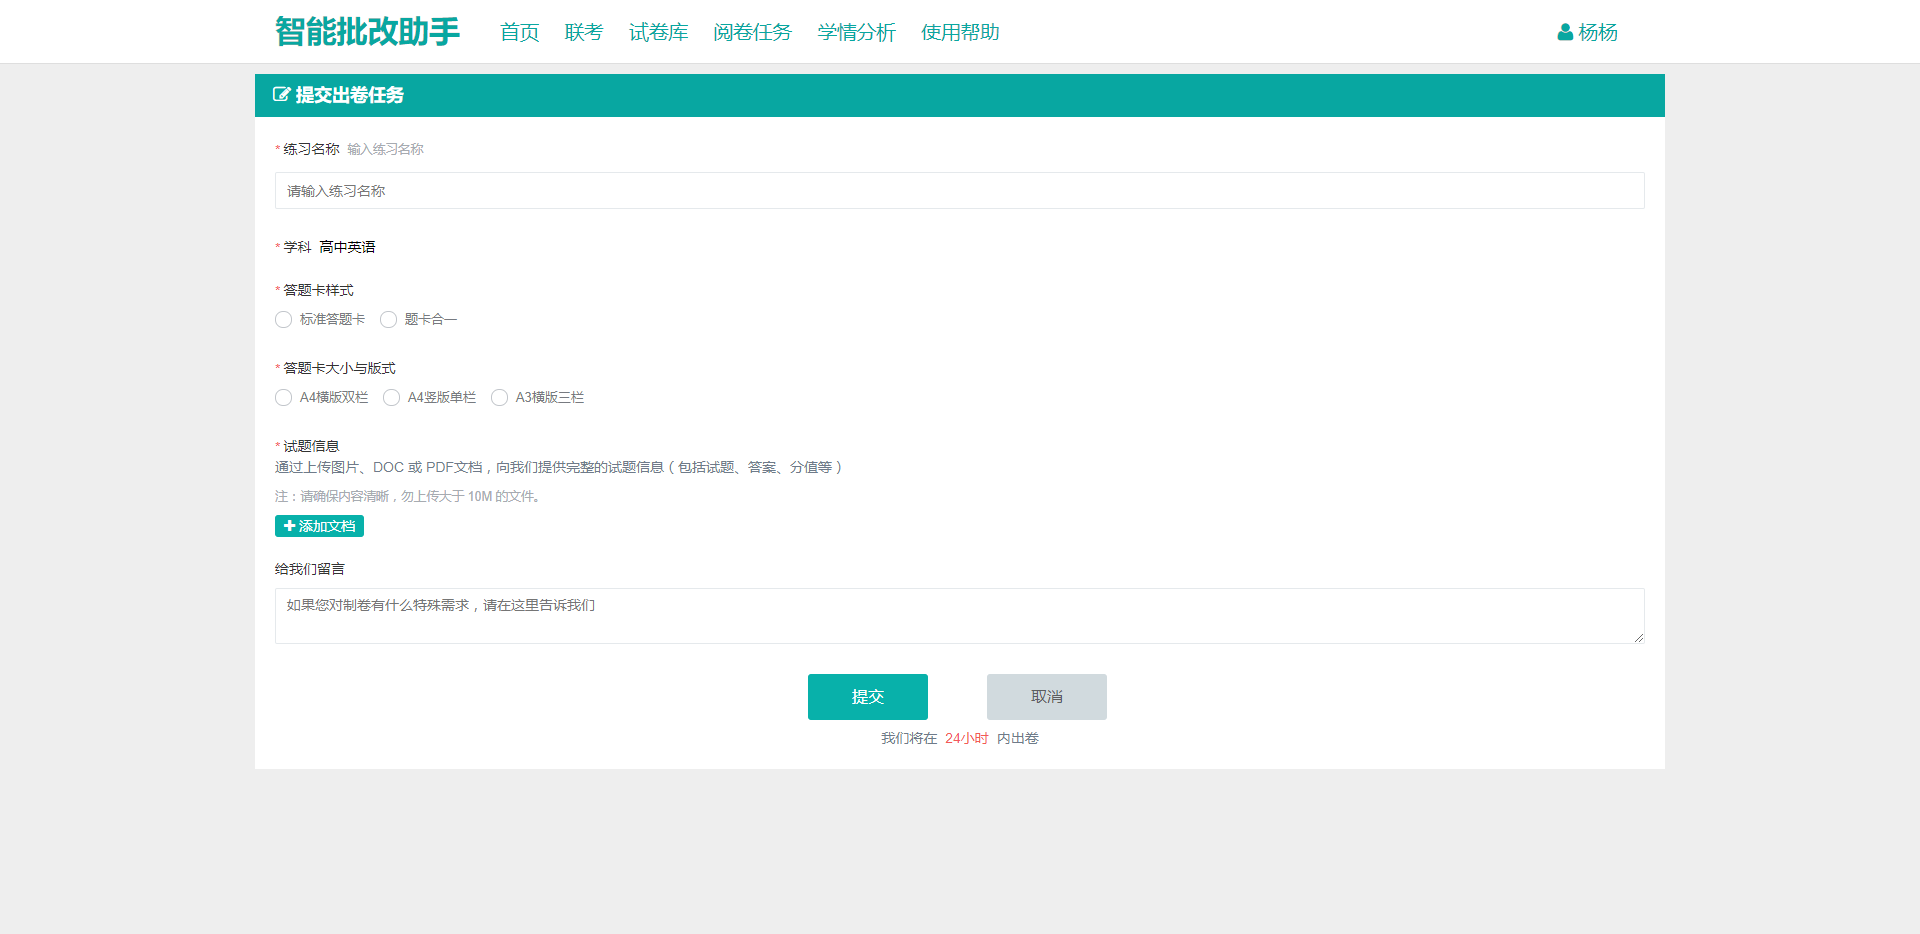 智能批改助手 首页 联考 试卷库 阅卷任务 学情分析 使用帮助 杨杨
提交出卷任务
* 练习名称 输入练习名称
请输入练习名称
* 学科 高中英语
* 答题卡样式
标准答题卡 题卡合一
* 答题卡大小与版式
A4横版双栏 A4竖版单栏 A3横版三栏
* 试题信息
通过上传图片、DOC 或 PDF文档，向我们提供完整的试题信息（包括试题、答案、分值等）
注：请确保内容清晰，勿上传大于 10M 的文件。
添加文档
给我们留言
如果您对制卷有什么特殊需求，请在这里告诉我们
提交 取消
我们将在 24小时 内出卷